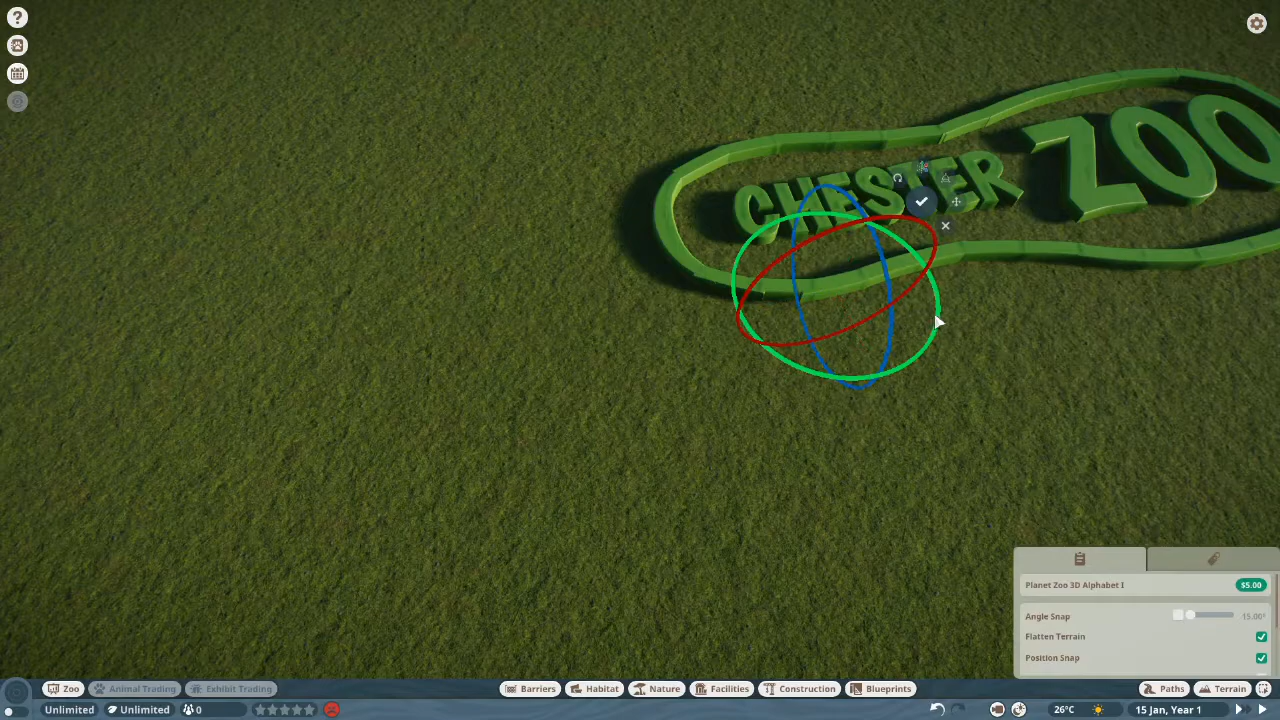 ?
CHESTER ZOO
Planet Zoo 3D Alphabet I
$5.00
Angle Snap
15.00°
Flatten Terrain
Position Snap
Zoo
Animal Trading
Exhibit Trading
Barriers
Habitat
Nature
Facilities
Construction
Blueprints
Paths
Terrain
Unlimited
Unlimited
0
26°C
15 Jan, Year 1